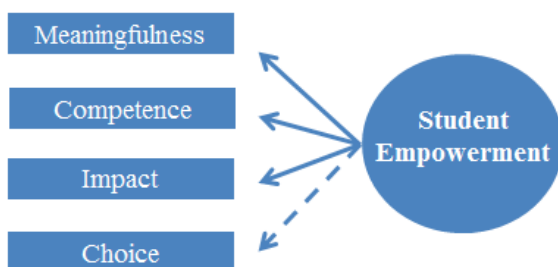 Meaningfulness
Competence
Impact
Choice
Student
Empowerment